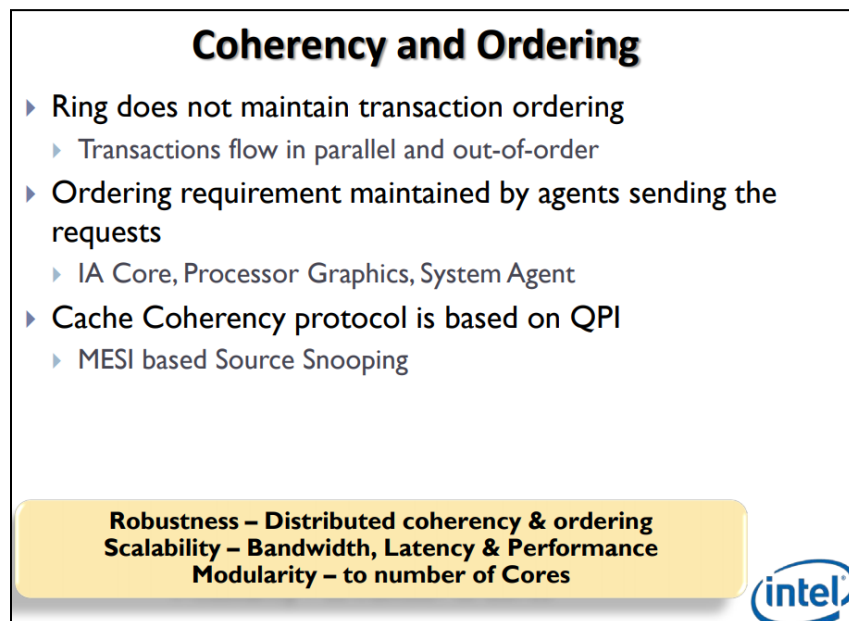 Coherency and Ordering
Ring does not maintain transaction ordering
Transactions flow in parallel and out-of-order
Ordering requirement maintained by agents sending the
requests
IA Core, Processor Graphics, System Agent
Cache Coherency protocol is based on QPI
MESI based Source Snooping
Robustness – Distributed coherency & ordering
Scalability – Bandwidth, Latency & Performance
Modularity – to number of Cores
intel